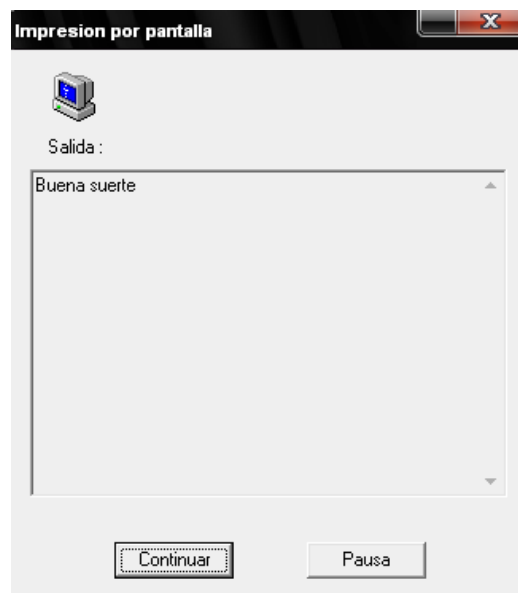 Impresion por pantalla
Salida :
Buena suerte
Continuar
Pausa